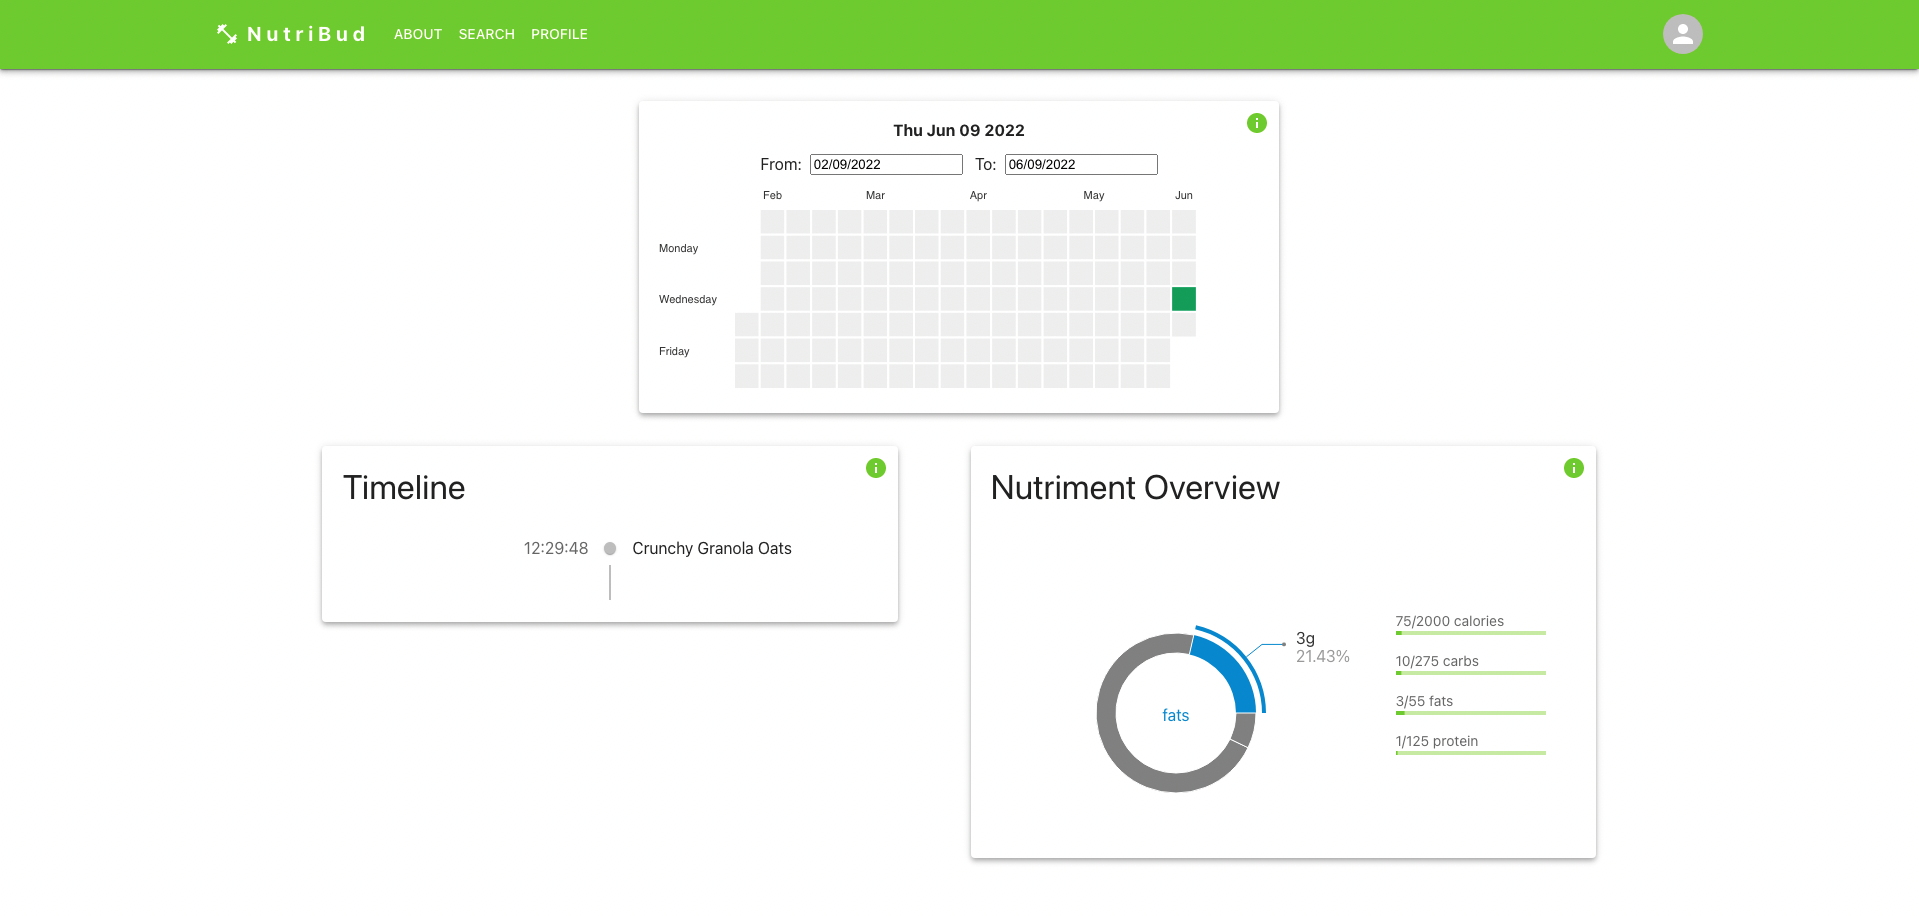 NutriBud ABOUT SEARCH PROFILE
Thu Jun 09 2022
From: 02/09/2022 To: 06/09/2022
Feb Mar Apr May Jun
Monday
Wednesday
Friday
Timeline
12:29:48 Crunchy Granola Oats
Nutriment Overview
fats
3g
21.43%
75/2000 calories
10/275 carbs
3/55 fats
1/125 protein